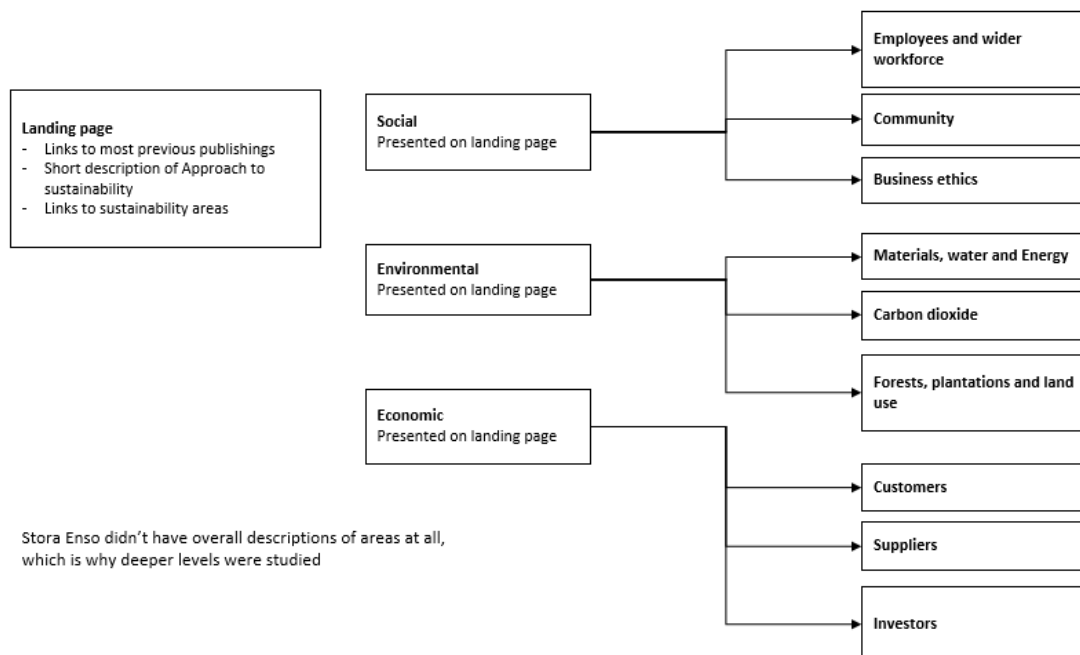 Landing page
- Links to most previous publishings
- Short description of Approach to
sustainability
- Links to sustainability areas
Social
Presented on landing page
Employees and wider
workforce
Community
Business ethics
Environmental
Presented on landing page
Materials, water and Energy
Carbon dioxide
Forests, plantations and land
use
Economic
Presented on landing page
Customers
Suppliers
Investors
Stora Enso didn't have overall descriptions of areas at all,
which is why deeper levels were studied